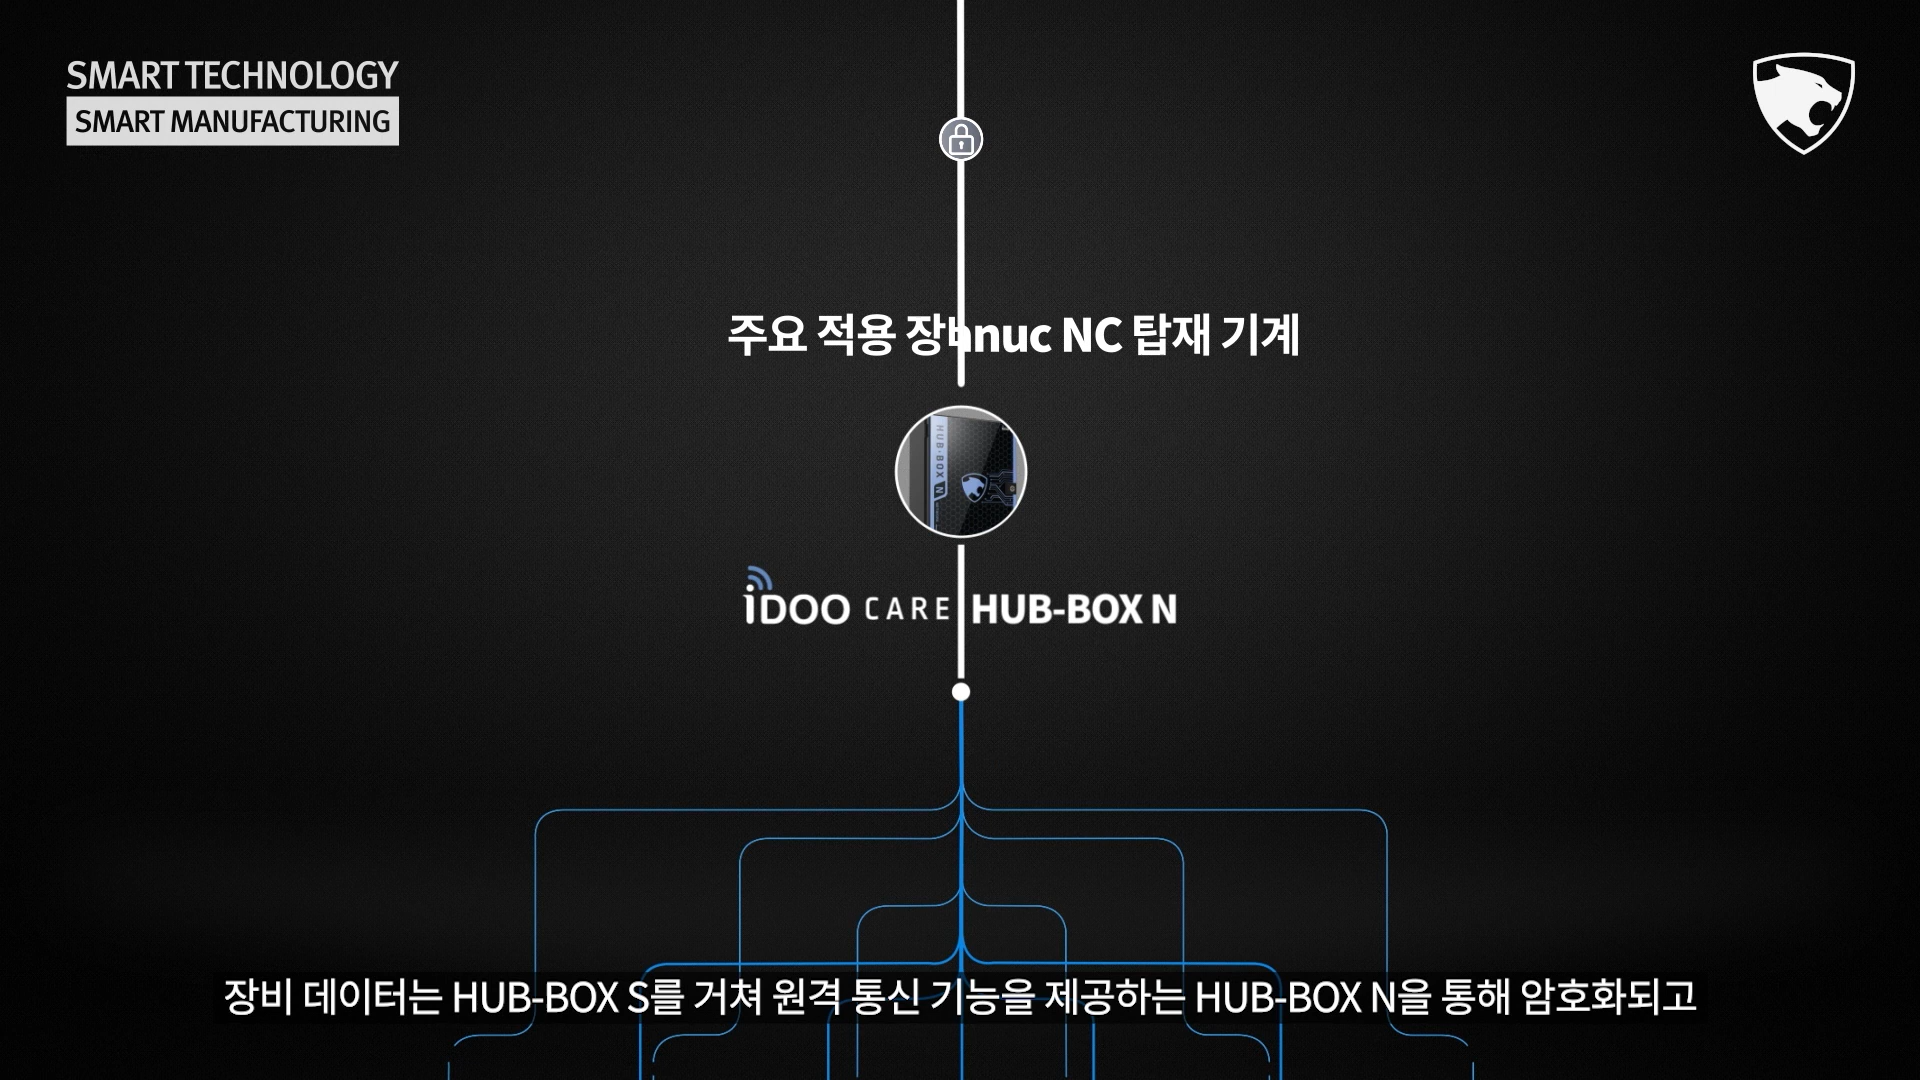 SMART TECHNOLOGY
SMART MANUFACTURING
주요 적용 장nuc NC 탑재 기계
HUB-BOX N
iDOO CARE HUB-BOX N
장비 데이터는 HUB-BOX S를 거쳐 원격 통신 기능을 제공하는 HUB-BOX N을 통해 암호화되고